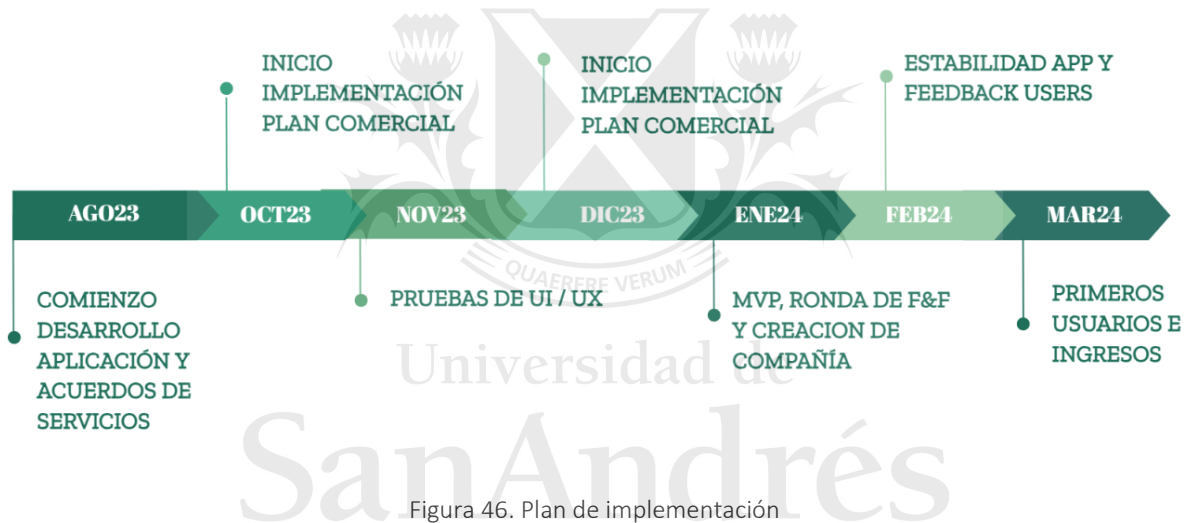 INICIO
IMPLEMENTACIÓN
PLAN COMERCIAL
INICIO
IMPLEMENTACIÓN
PLAN COMERCIAL
ESTABILIDAD APP Y
FEEDBACK USERS
AGO23
OCT23
NOV23
DIC23
ENE24
FEB24
MAR24
QUAERERE VERUM
COMIENZO
DESARROLLO
APLICACIÓN Y
ACUERDOS DE
SERVICIOS
PRUEBAS DE UI / UX
MVP, RONDA DE F&F
Y CREACION DE
COMPAÑÍA
PRIMEROS
USUARIOS E
INGRESOS
Universidad de
SanAndrés
Figura 46. Plan de implementación